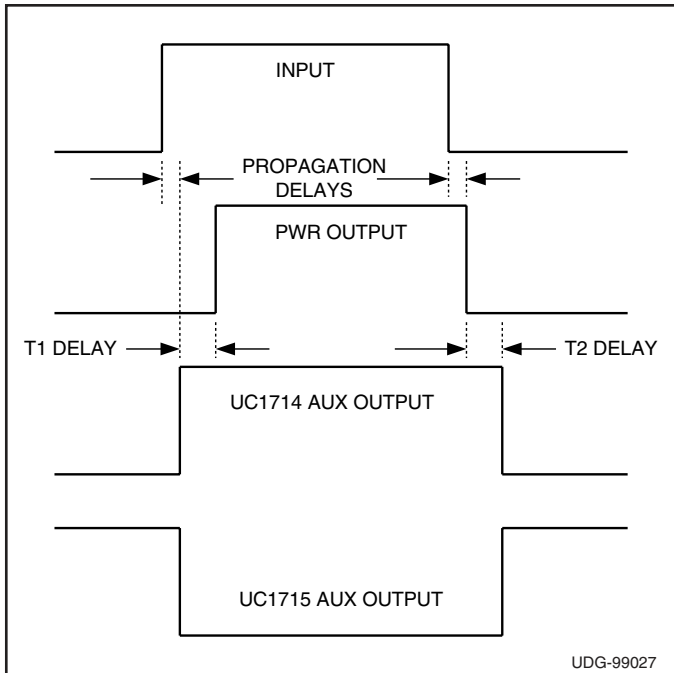 INPUT
PROPAGATION
DELAYS
PWR OUTPUT
T1 DELAY
T2 DELAY
UC1714 AUX OUTPUT
UC1715 AUX OUTPUT
UDG-99027